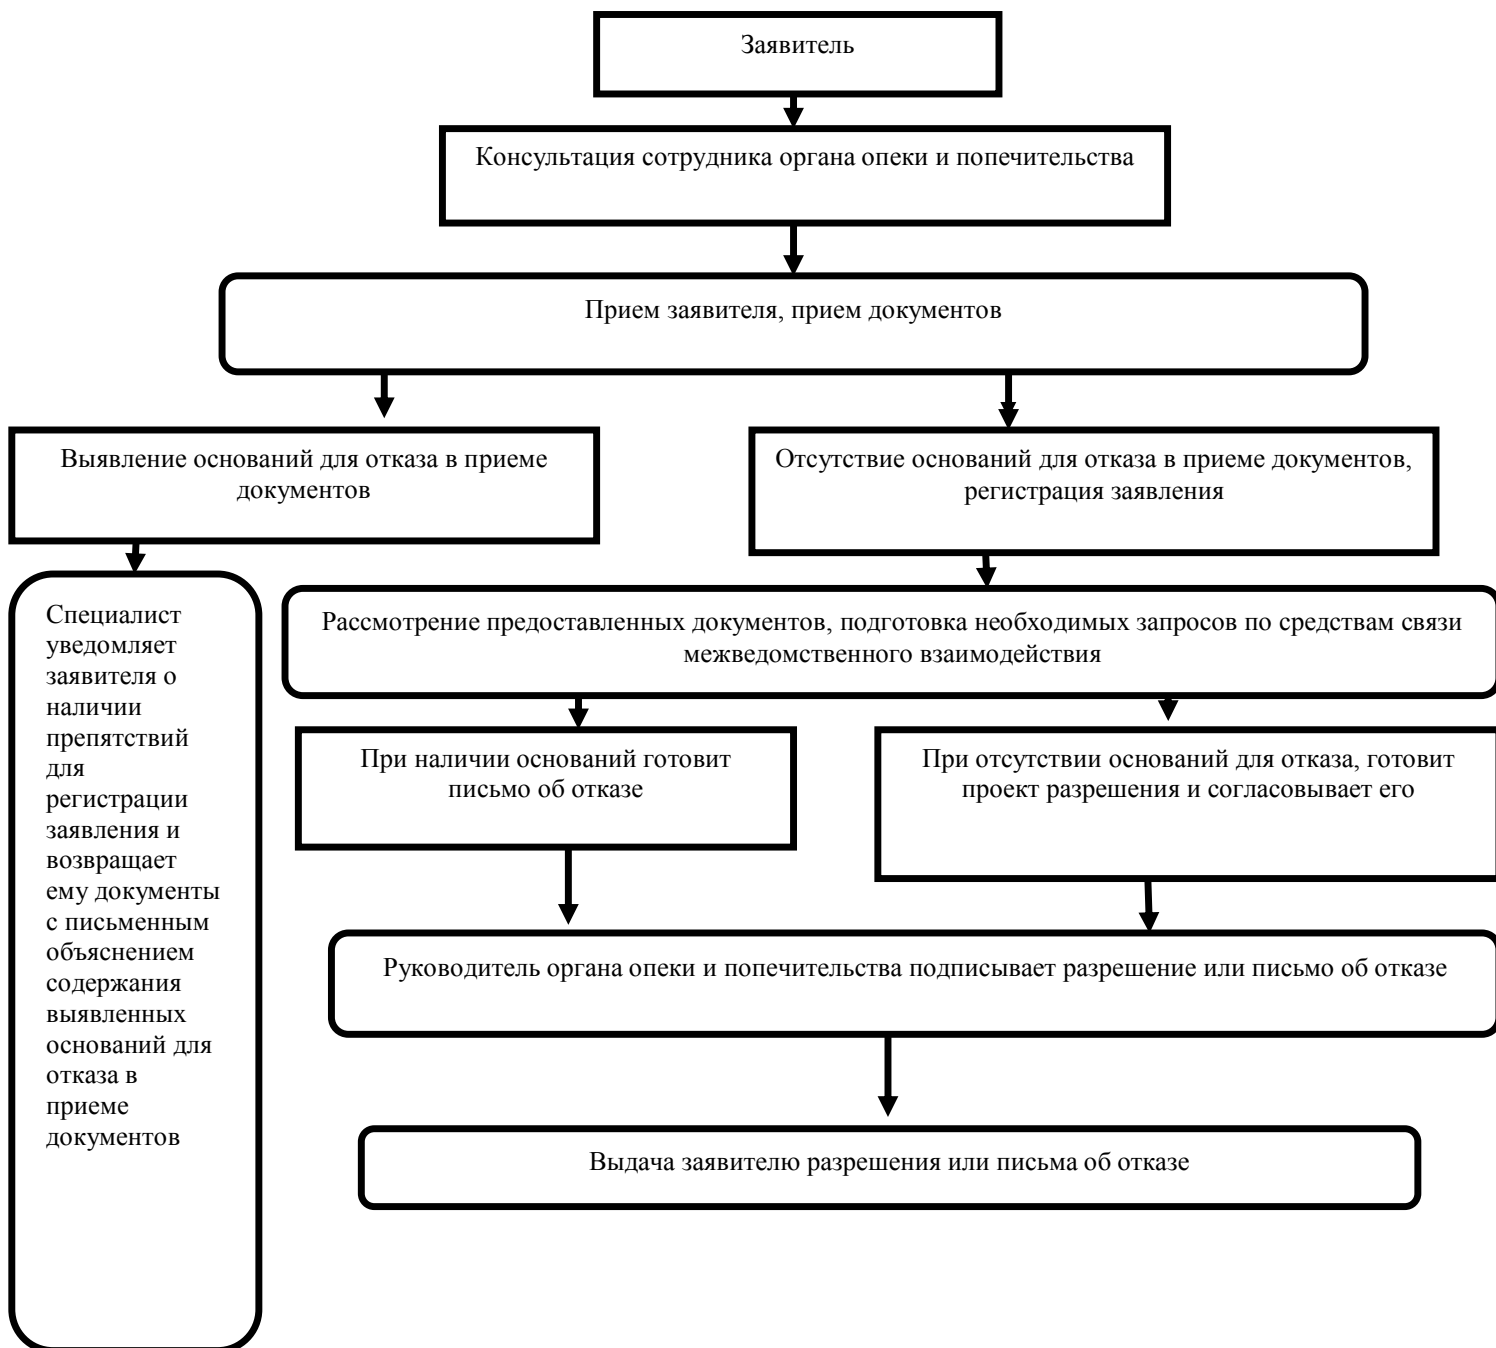 Заявитель
Консультация сотрудника органа опеки и попечительства
Прием заявителя, прием документов
Выявление оснований для отказа в приеме
документов
Отсутствие оснований для отказа в приеме документов,
регистрация заявления
Специалист
уведомляет
заявителя о
наличии
препятствий
для
регистрации
заявления и
возвращает
ему документы
с письменным
объяснением
содержания
выявленных
оснований для
отказа в
приеме
документов
Рассмотрение предоставленных документов, подготовка необходимых запросов по средствам связи
межведомственного взаимодействия
При наличии оснований готовит
письмо об отказе
При отсутствии оснований для отказа, готовит
проект разрешения и согласовывает его
Руководитель органа опеки и попечительства подписывает разрешение или письмо об отказе
Выдача заявителю разрешения или письма об отказе